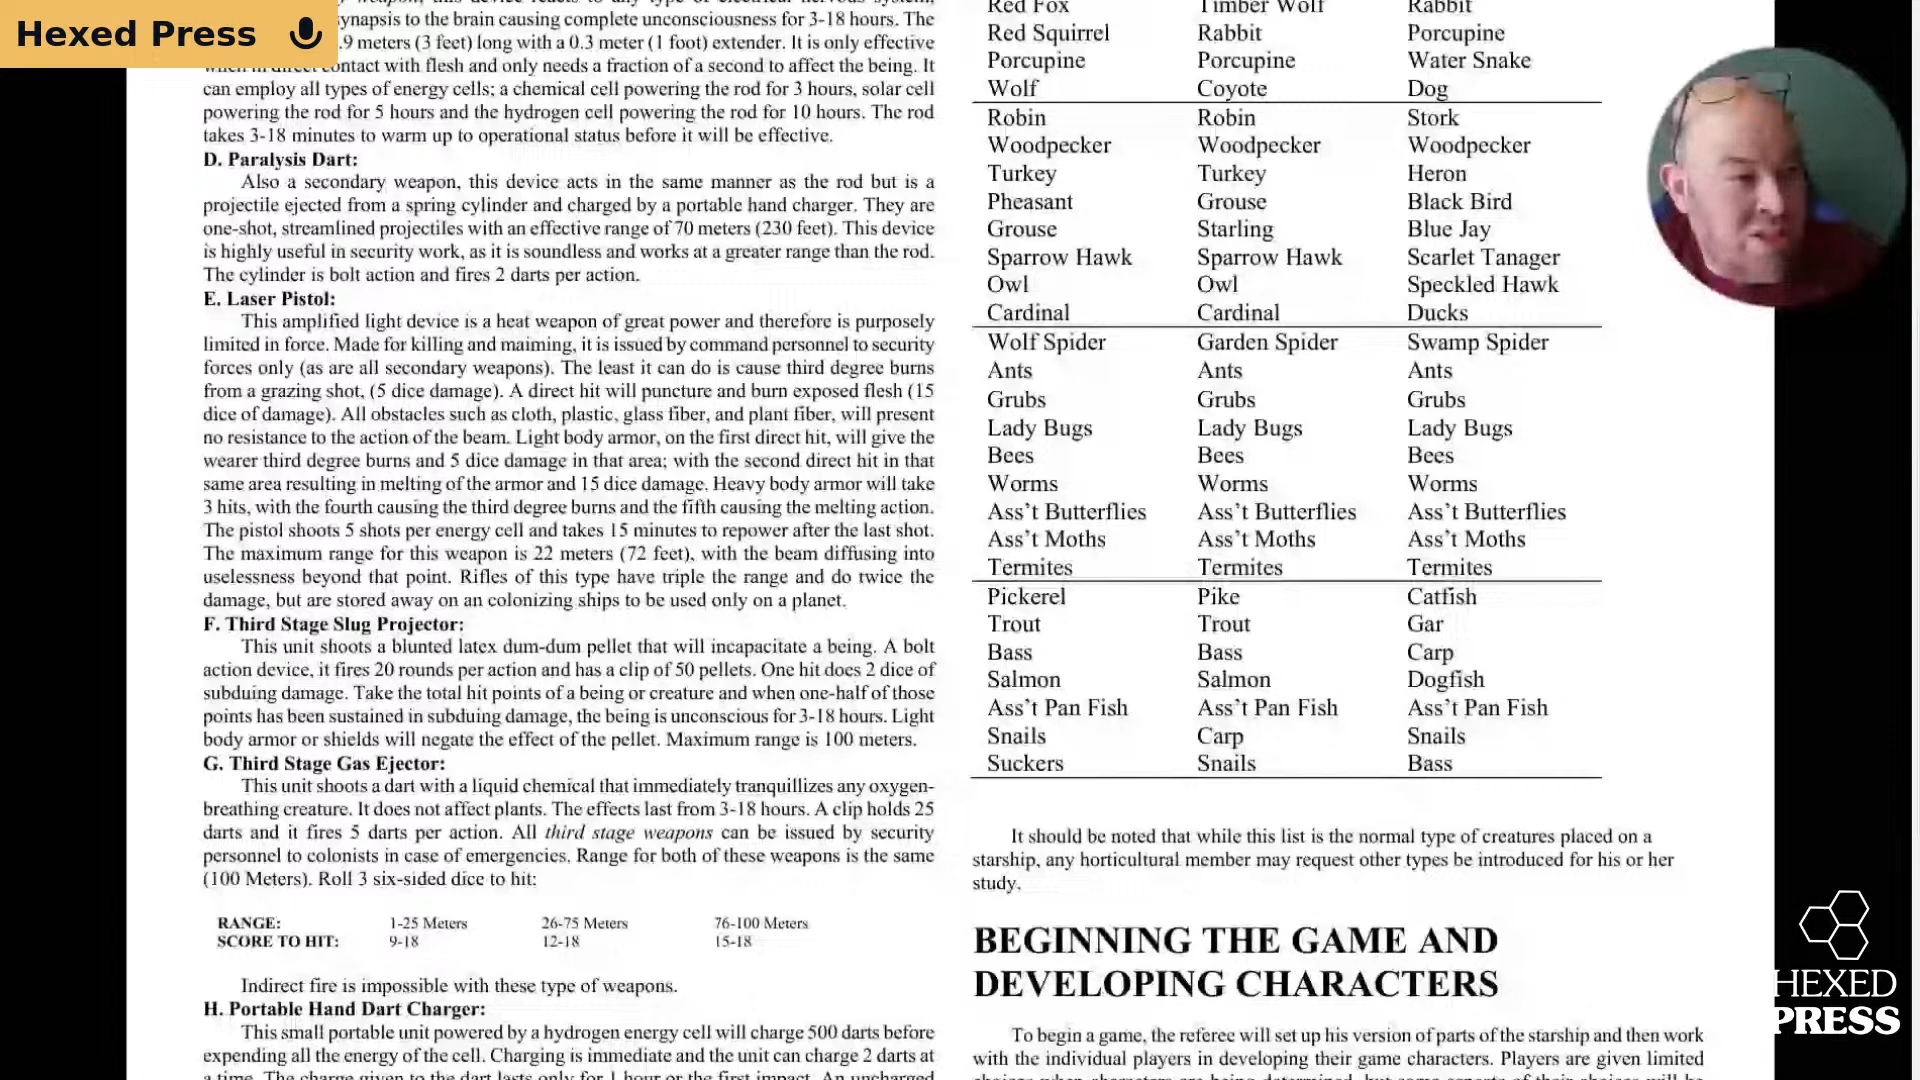 Hexed Press
synapsis to the brain causing complete unconsciousness for 3-18 hours. The
.9 meters (3 feet) long with a 0.3 meter (1 foot) extender. It is only effective
contact with flesh and only needs a fraction of a second to affect the being. It
can employ all types of energy cells; a chemical cell powering the rod for 3 hours, solar cell
powering the rod for 5 hours and the hydrogen cell powering the rod for 10 hours. The rod
takes 3-18 minutes to warm up to operational status before it will be effective.
D. Paralysis Dart:
Also a secondary weapon, this device acts in the same manner as the rod but is a
projectile ejected from a spring cylinder and charged by a portable hand charger. They are
one-shot, streamlined projectiles with an effective range of 70 meters (230 feet). This device
is highly useful in security work, as it is soundless and works at a greater range than the rod.
The cylinder is bolt action and fires 2 darts per action.
E. Laser Pistol:
This amplified light device is a heat weapon of great power and therefore is purposely
limited in force. Made for killing and maiming, it is issued by command personnel to security
forces only (as are all secondary weapons). The least it can do is cause third degree burns
from a grazing shot, (5 dice damage). A direct hit will puncture and burn exposed flesh (15
dice of damage). All obstacles such as cloth, plastic, glass fiber, and plant fiber, will present
no resistance to the action of the beam. Light body armor, on the first direct hit, will give the
wearer third degree burns and 5 dice damage in that area; with the second direct hit in that
same area resulting in melting of the armor and 15 dice damage. Heavy body armor will take
3 hits, with the fourth causing the third degree burns and the fifth causing the melting action.
The pistol shoots 5 shots per energy cell and takes 15 minutes to repower after the last shot.
The maximum range for this weapon is 22 meters (72 feet), with the beam diffusing into
uselessness beyond that point. Rifles of this type have triple the range and do twice the
damage, but are stored away on an colonizing ships to be used only on a planet.
F. Third Stage Slug Projector:
This unit shoots a blunted latex dum-dum pellet that will incapacitate a being. A bolt
action device, it fires 20 rounds per action and has a clip of 50 pellets. One hit does 2 dice of
subduing damage. Take the total hit points of a being or creature and when one-half of those
points has been sustained in subduing damage, the being is unconscious for 3-18 hours. Light
body armor or shields will negate the effect of the pellet. Maximum range is 100 meters.
G. Third Stage Gas Ejector:
This unit shoots a dart with a liquid chemical that immediately tranquillizes any oxygen-
breathing creature. It does not affect plants. The effects last from 3-18 hours. A clip holds 25
darts and it fires 5 darts per action. All third stage weapons can be issued by security
personnel to colonists in case of emergencies. Range for both of these weapons is the same
(100 Meters). Roll 3 six-sided dice to hit:
RANGE: 1-25 Meters 26-75 Meters 76-100 Meters
SCORE TO HIT: 9-18 12-18 15-18
Indirect fire is impossible with these type of weapons.
H. Portable Hand Dart Charger:
This small portable unit powered by a hydrogen energy cell will charge 500 darts before
expending all the energy of the cell. Charging is immediate and the unit can charge 2 darts at
a time. The charge given to the dart lasts only for 1 hour or the first impact. An uncharged
Red Fox Timber Wolf Rabbit
Red Squirrel Rabbit Porcupine
Porcupine Porcupine Water Snake
Wolf Coyote Dog
Robin Robin Stork
Woodpecker Woodpecker Woodpecker
Turkey Turkey Heron
Pheasant Grouse Black Bird
Grouse Starling Blue Jay
Sparrow Hawk Sparrow Hawk Scarlet Tanager
Owl Owl Speckled Hawk
Cardinal Cardinal Ducks
Wolf Spider Garden Spider Swamp Spider
Ants Ants Ants
Grubs Grubs Grubs
Lady Bugs Lady Bugs Lady Bugs
Bees Bees Bees
Worms Worms Worms
Ass't Butterflies Ass't Butterflies Ass't Butterflies
Ass't Moths Ass't Moths Ass't Moths
Termites Termites Termites
Pickerel Pike Catfish
Trout Trout Gar
Bass Bass Carp
Salmon Salmon Dogfish
Ass't Pan Fish Ass't Pan Fish Ass't Pan Fish
Snails Carp Snails
Suckers Snails Bass
It should be noted that while this list is the normal type of creatures placed on a
starship, any horticultural member may request other types be introduced for his or her
study.
BEGINNING THE GAME AND
DEVELOPING CHARACTERS
To begin a game, the referee will set up his version of parts of the starship and then work
with the individual players in developing their game characters. Players are given limited
HEXED
PRESS